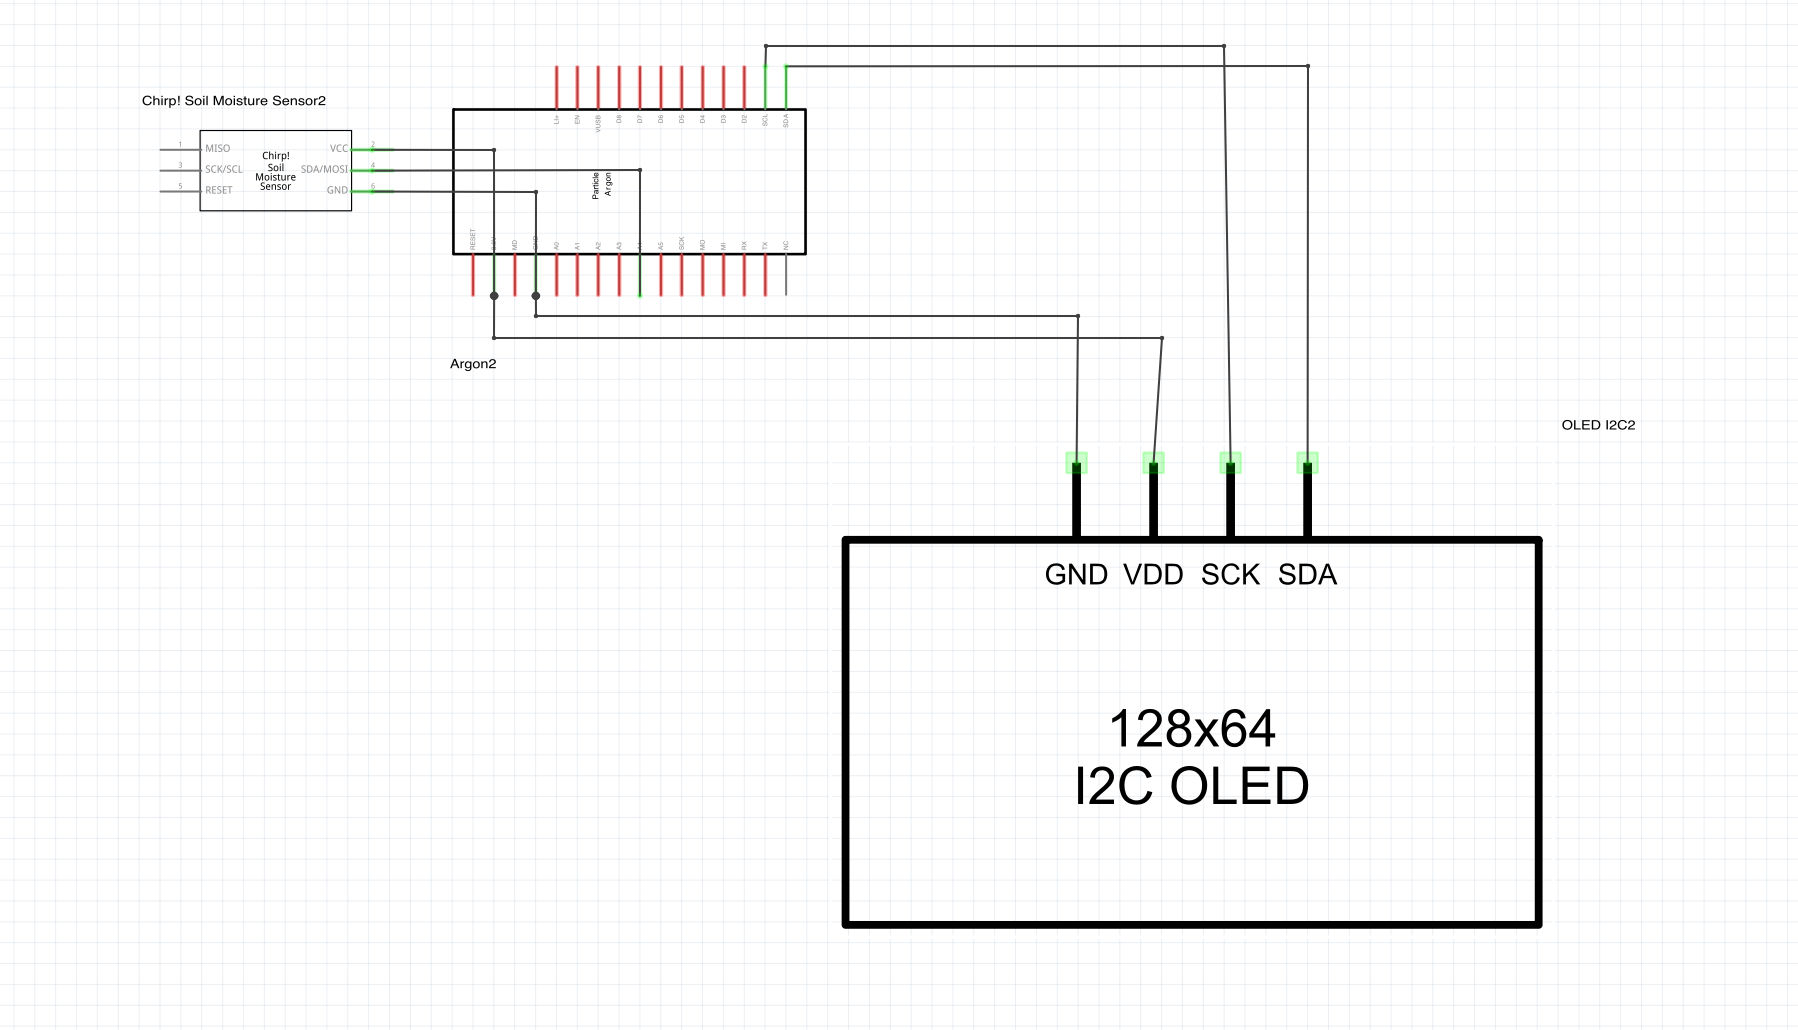 Chirp! Soil Moisture Sensor2
1
MISO
3
SCK/SCL
5
RESET
Chirp!
Soil
Moisture
Sensor
VCC
2
SDA/MOSI
4
GND
6
LI+
EN
VUSB
D8
D7
D6
D5
D4
D3
D2
SCL
SDA
Particle
Argon
RESET
MD
A0
A1
A2
A3
A5
SCK
MO
MI
RX
TX
NC
Argon2
OLED I2C2
GND VDD SCK SDA
128x64
I2C OLED